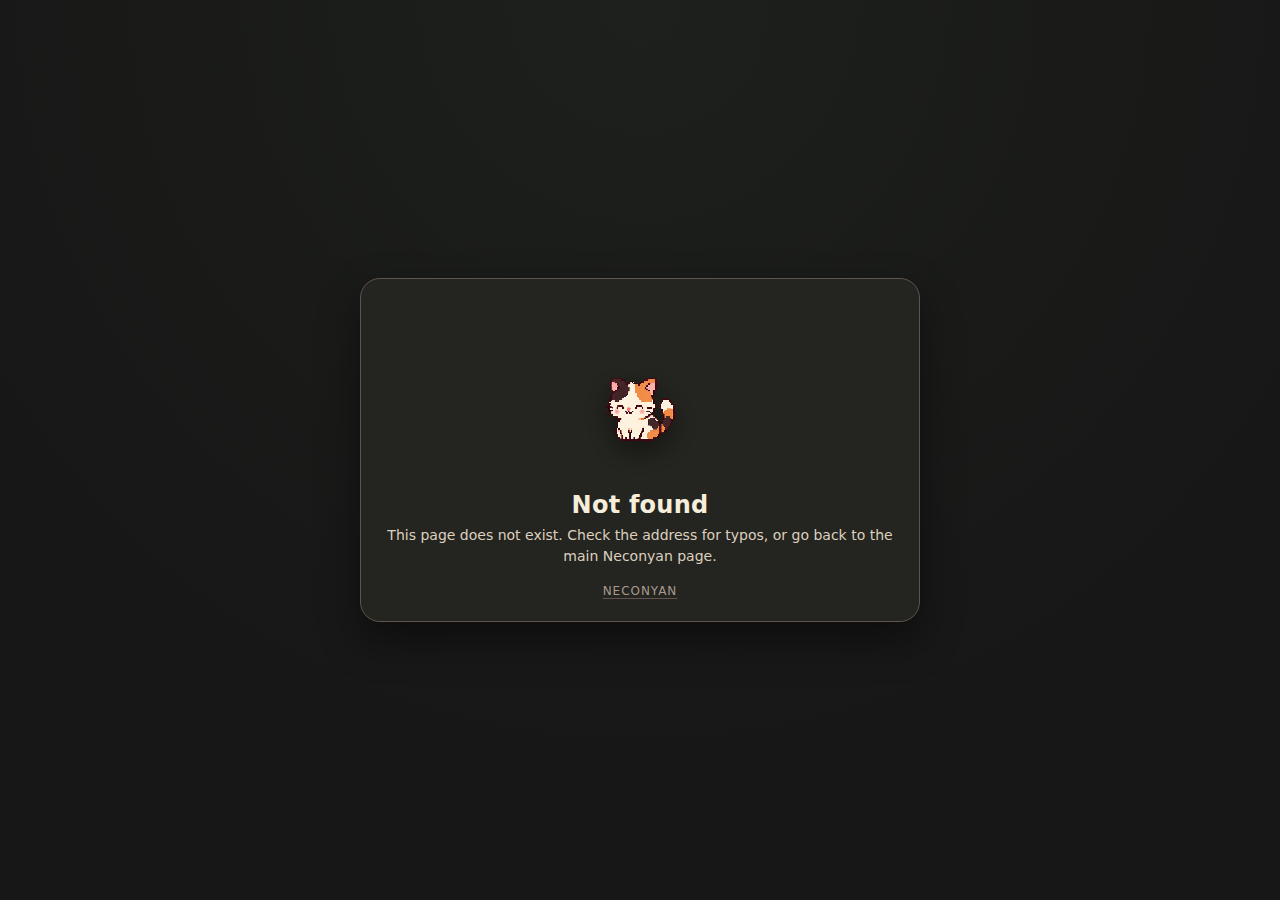 Not found
This page does not exist. Check the address for typos, or go back to the
main Neconyan page.
NECONYAN